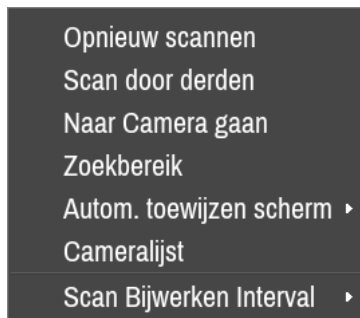 Opnieuw scannen
Scan door derden
Naar Camera gaan
Zoekbereik
Autom. toewijzen scherm
Cameralijst
Scan Bijwerken Interval